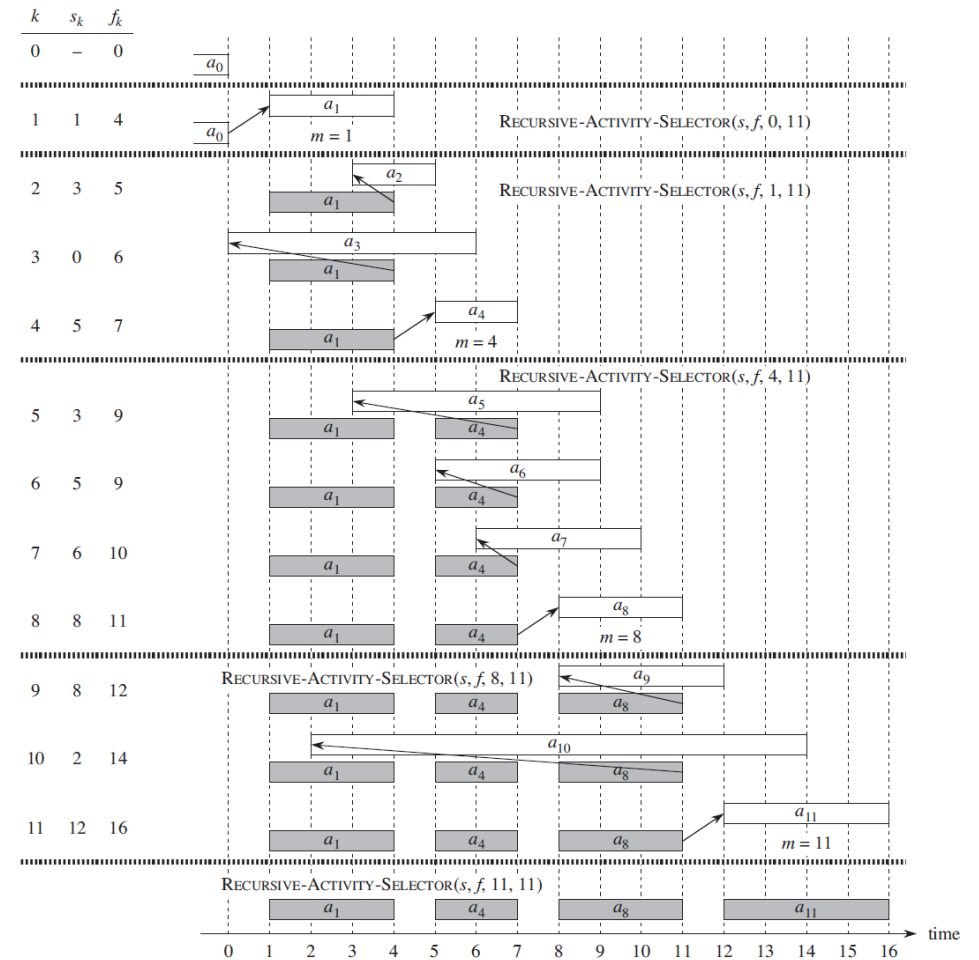 k s_k f_k
0 – 0
a_0
1 1 4
a_1
a_0
m = 1
RECURSIVE-ACTIVITY-SELECTOR(s, f, 0, 11)
2 3 5
a_2
a_1
RECURSIVE-ACTIVITY-SELECTOR(s, f, 1, 11)
3 0 6
a_3
a_1
4 5 7
a_4
a_1
m = 4
RECURSIVE-ACTIVITY-SELECTOR(s, f, 4, 11)
5 3 9
a_5
a_1 a_4
6 5 9
a_6
a_1 a_4
7 6 10
a_7
a_1 a_4
8 8 11
a_8
a_1 a_4
m = 8
RECURSIVE-ACTIVITY-SELECTOR(s, f, 8, 11)
9 8 12
a_9
a_1 a_4 a_8
10 2 14
a_10
a_1 a_4 a_8
11 12 16
a_11
a_1 a_4 a_8
m = 11
RECURSIVE-ACTIVITY-SELECTOR(s, f, 11, 11)
a_1 a_4 a_8 a_11
time
0 1 2 3 4 5 6 7 8 9 10 11 12 13 14 15 16